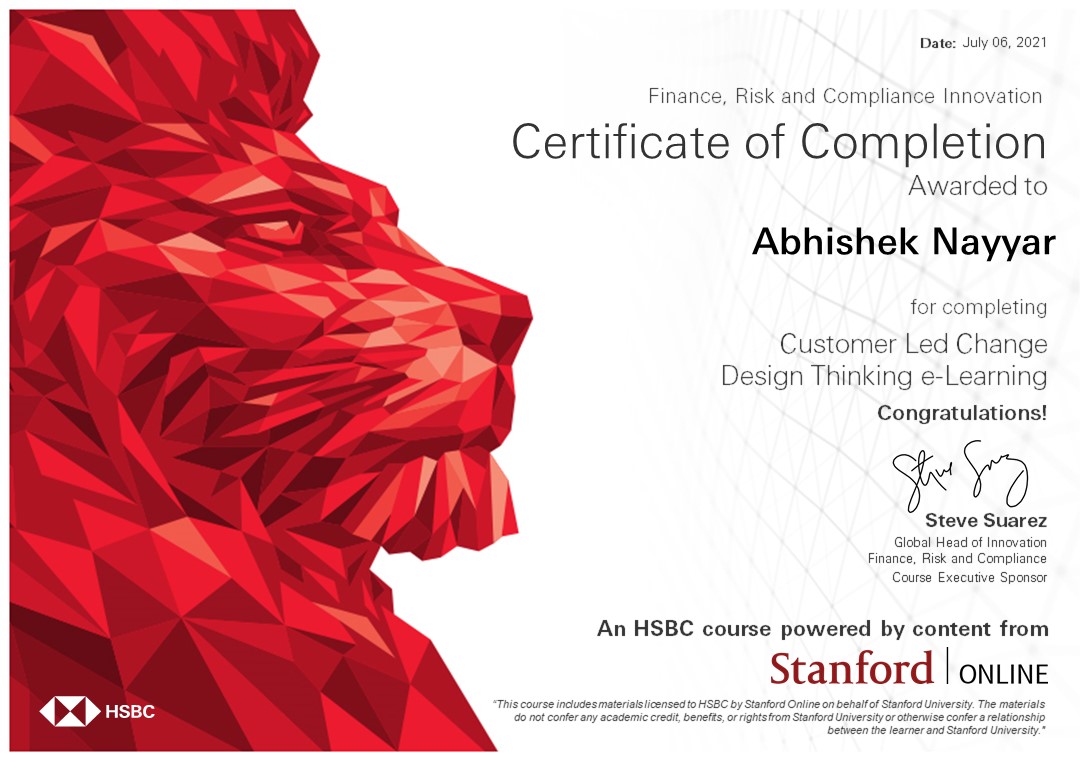 Date: July 06, 2021
Finance, Risk and Compliance Innovation
Certificate of Completion
Awarded to
Abhishek Nayyar
for completing
Customer Led Change
Design Thinking e-Learning
Congratulations!
Steve Suarez
Steve Suarez
Global Head of Innovation
Finance, Risk and Compliance
Course Executive Sponsor
An HSBC course powered by content from
Stanford | ONLINE
HSBC
"This course includes materials licensed to HSBC by Stanford Online on behalf of Stanford University. The materials
do not confer any academic credit, benefits, or rights from Stanford University or otherwise confer a relationship
between the learner and Stanford University."